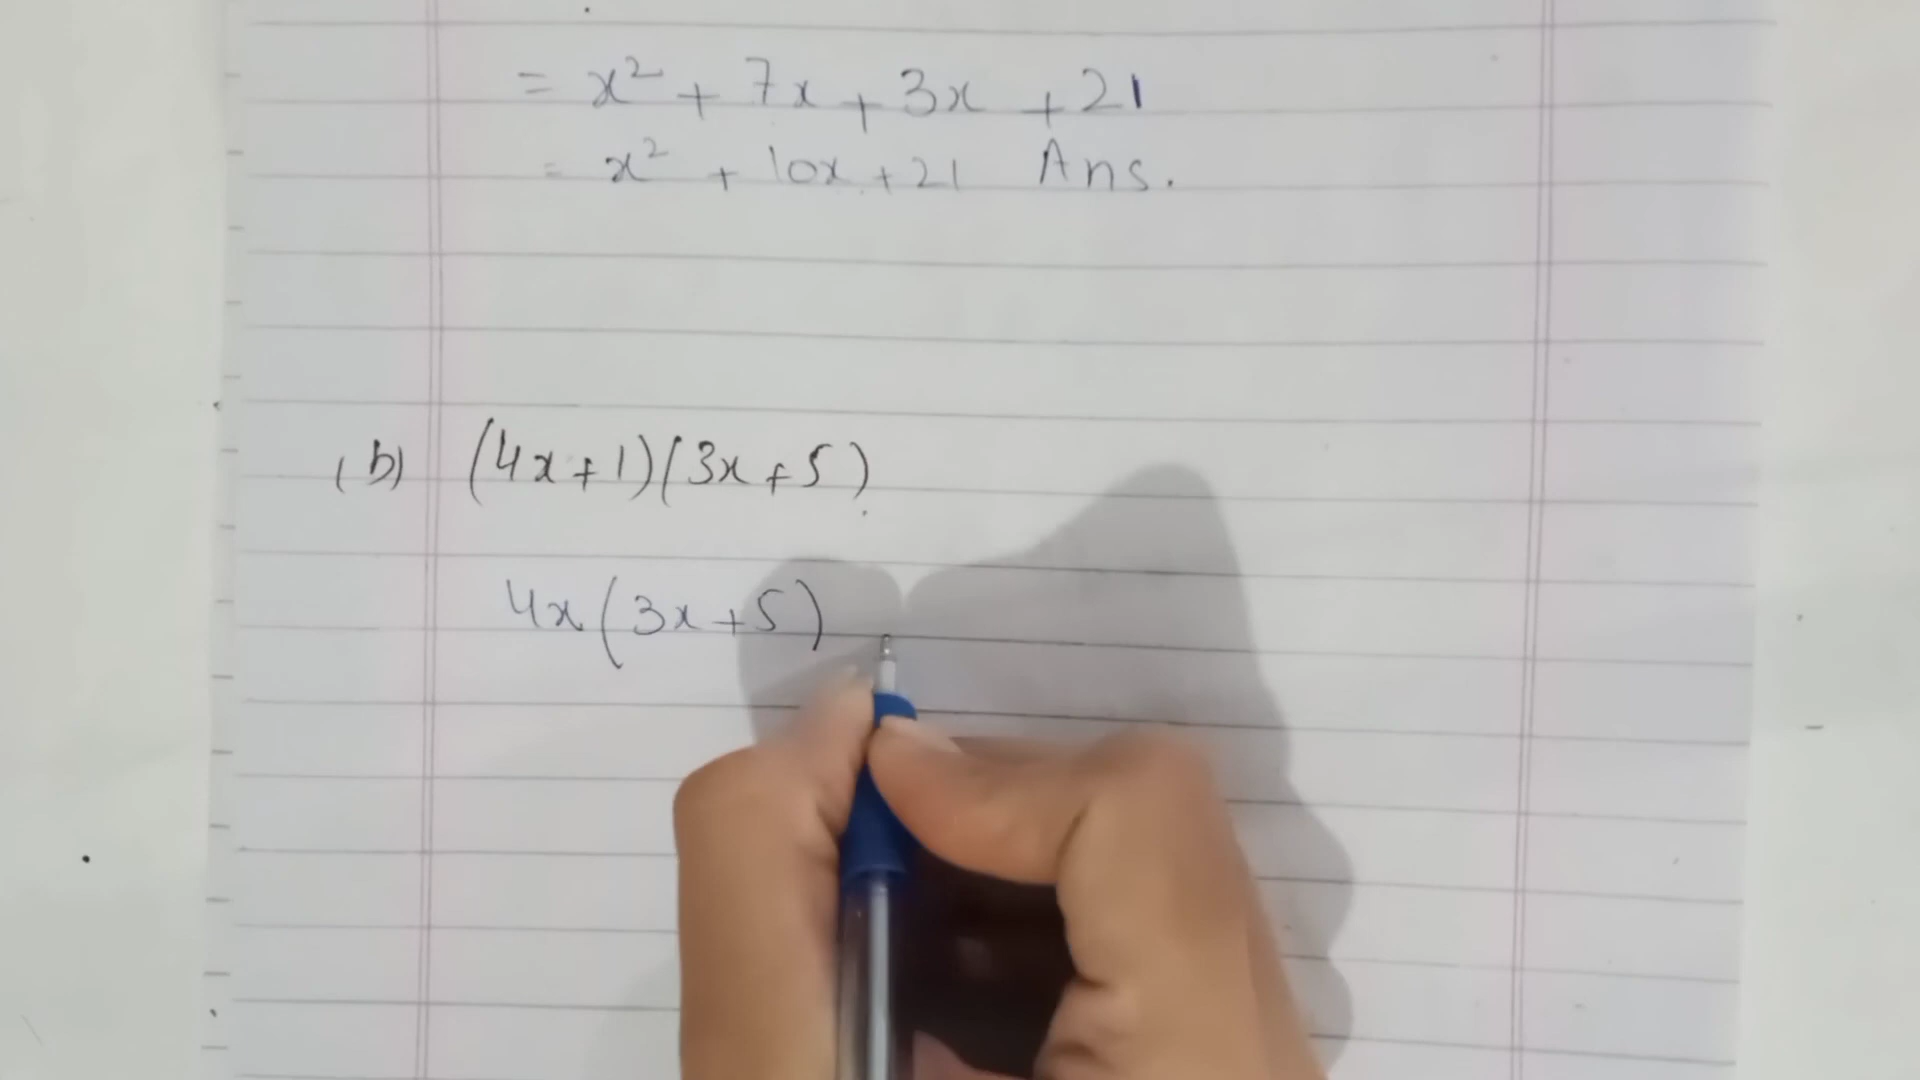 = x² + 7x + 3x + 21
= x² + 10x + 21 Ans.
(b) (4x+1)(3x+5)
4x(3x+5)